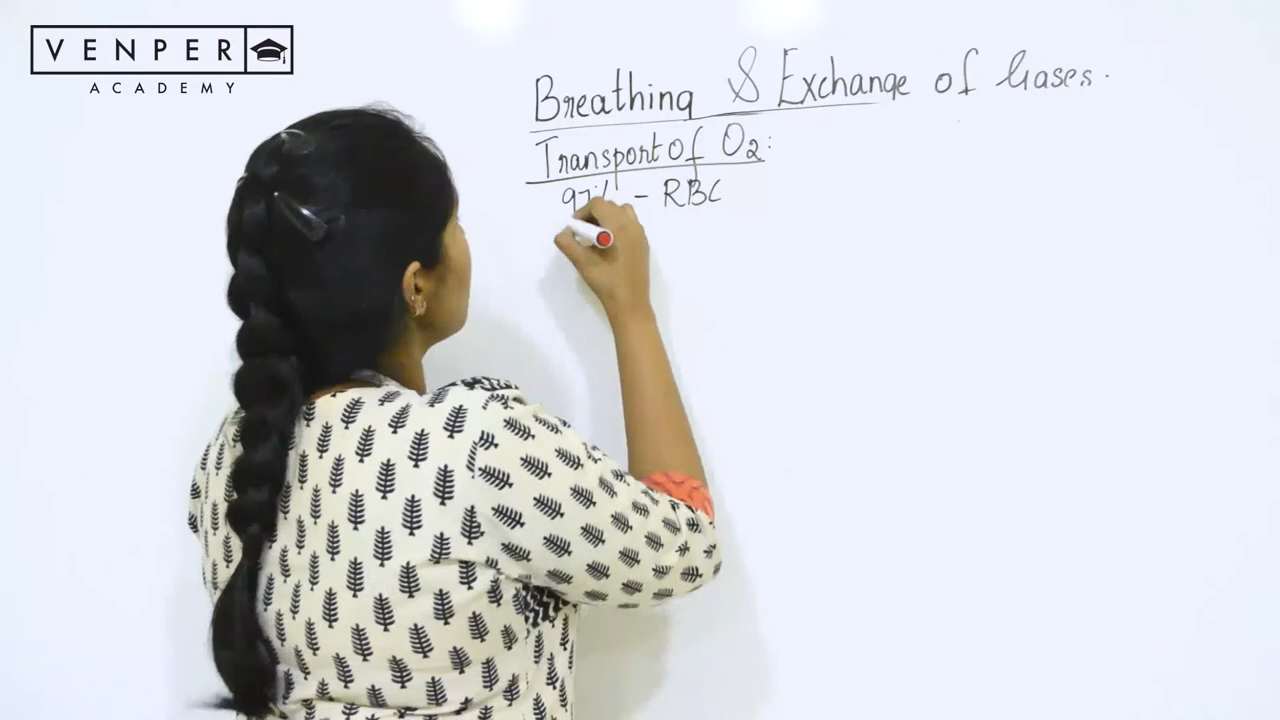 VENPER
ACADEMY
Breathing & Exchange of Gases.
Transport of O2:
97% - RBC